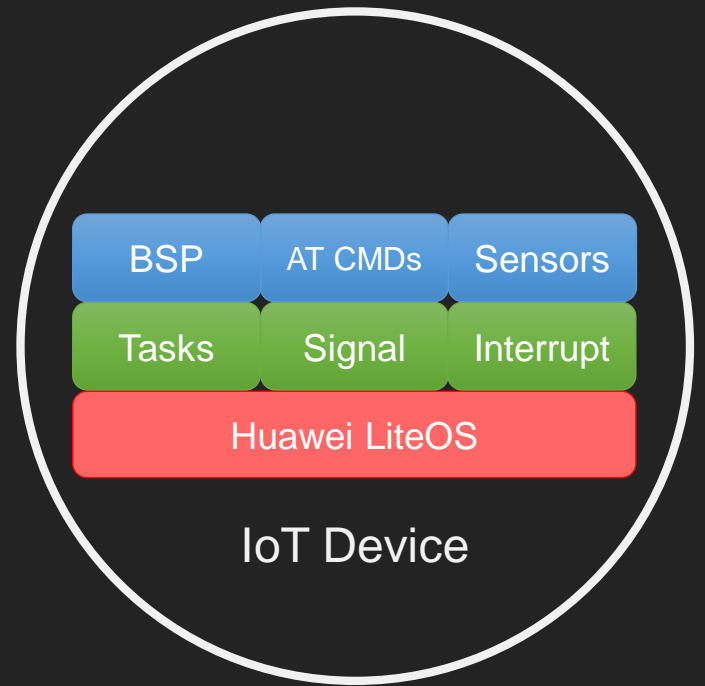 BSP AT CMDs Sensors
Tasks Signal Interrupt
Huawei LiteOS
IoT Device